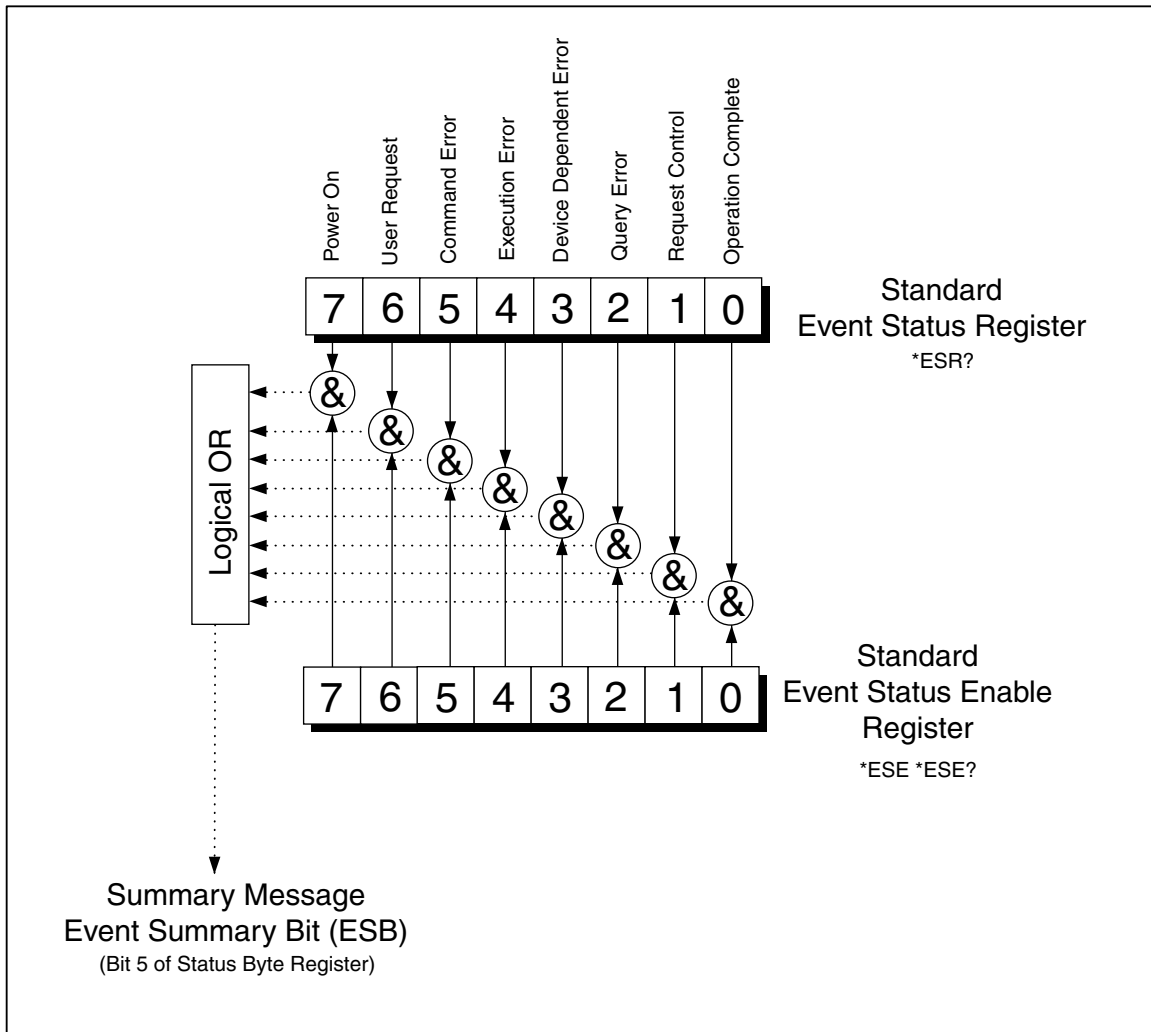 Power On
User Request
Command Error
Execution Error
Device Dependent Error
Query Error
Request Control
Operation Complete
7 6 5 4 3 2 1 0
Standard
Event Status Register
*ESR?
Logical OR
&
&
&
&
&
&
&
&
7 6 5 4 3 2 1 0
Standard
Event Status Enable
Register
*ESE *ESE?
Summary Message
Event Summary Bit (ESB)
(Bit 5 of Status Byte Register)